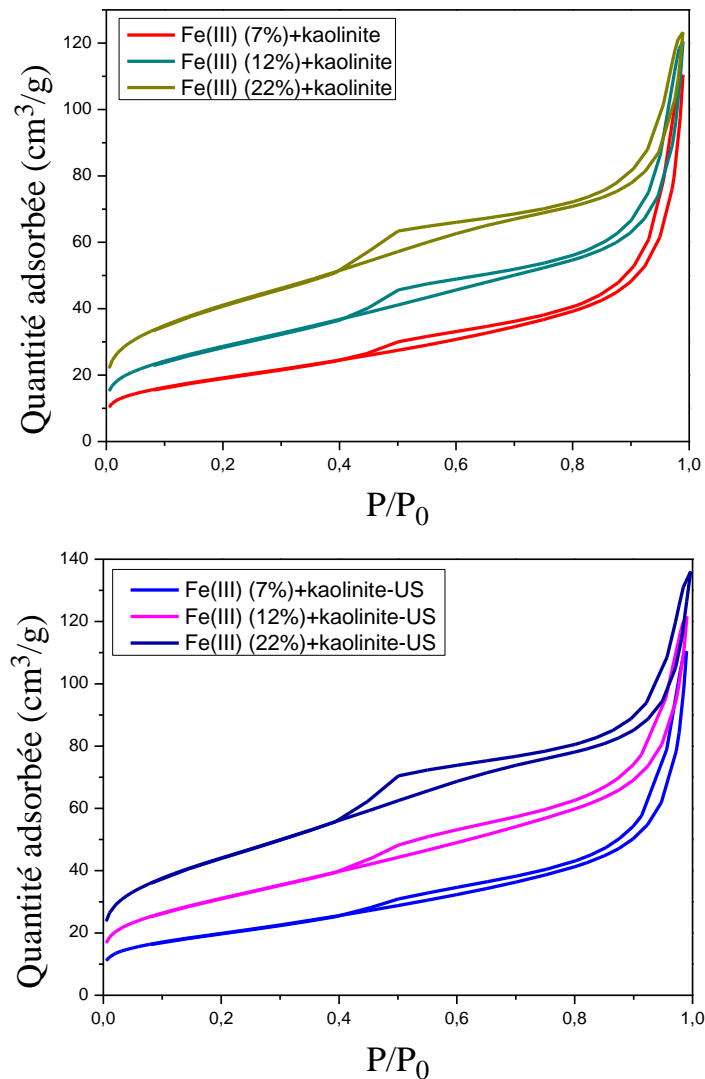 Fe(III) (7%)+kaolinite
Fe(III) (12%)+kaolinite
Fe(III) (22%)+kaolinite
Quantité adsorbée (cm³/g)
120
100
80
60
40
20
0
0,0 0,2 0,4 0,6 0,8 1,0
P/P₀
Fe(III) (7%)+kaolinite-US
Fe(III) (12%)+kaolinite-US
Fe(III) (22%)+kaolinite-US
Quantité adsorbée (cm³/g)
140
120
100
80
60
40
20
0
0,0 0,2 0,4 0,6 0,8 1,0
P/P₀